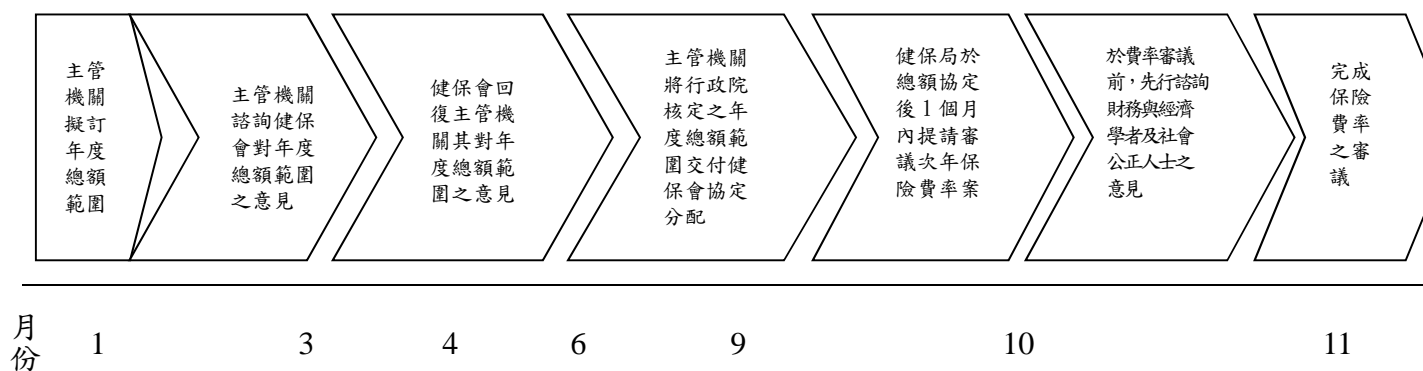 主管
機關
擬訂
年度
總額
範圍
主管機關
諮詢健保
會對年度
總額範圍
之意見
健保會回
復主管機
關其對年
度總額範
圍之意見
主管機關
將行政院
核定之年
度總額範
圍交付健
保會協定
分配
健保局於
總額協定
後1個月
內提請審
議次年保
險費率案
於費率審議
前，先行諮詢
財務與經濟
學者及社會
公正人士之
意見
完成
保險
費率
之審
議
月份 1 3 4 6 9 10 11